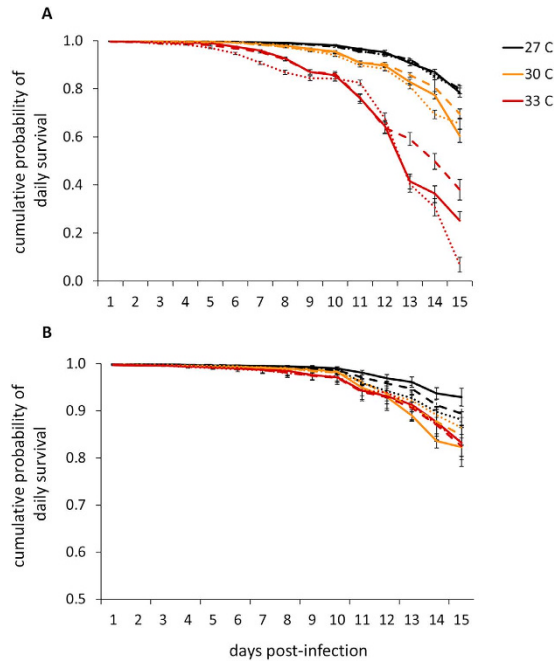 A
1.0
0.8
0.6
0.4
0.2
0.0
cumulative probability of
daily survival
1 2 3 4 5 6 7 8 9 10 11 12 13 14 15
27 C
30 C
33 C
B
1.0
0.9
0.8
0.7
0.6
0.5
cumulative probability of
daily survival
1 2 3 4 5 6 7 8 9 10 11 12 13 14 15
days post-infection